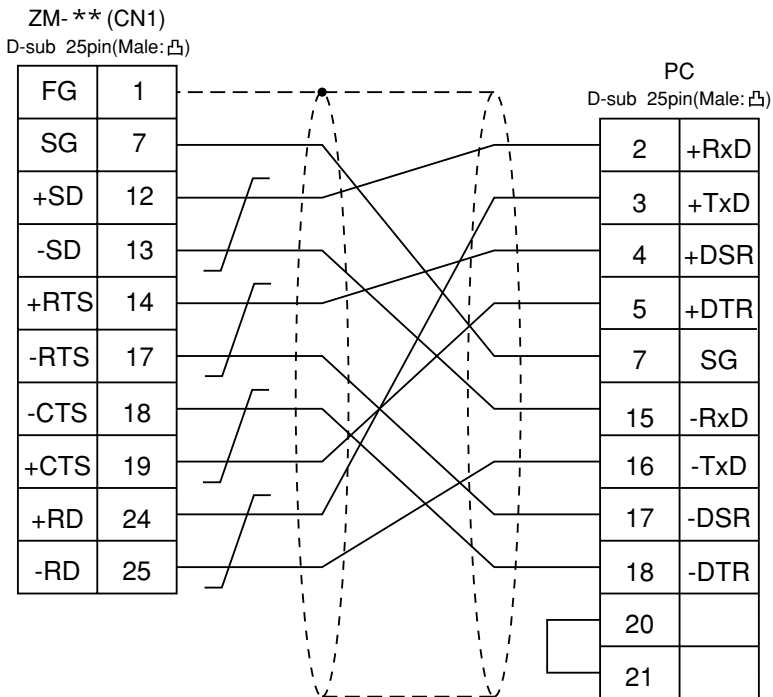 ZM-** (CN1)
D-sub 25pin(Male:凸)
FG 1
SG 7
+SD 12
-SD 13
+RTS 14
-RTS 17
-CTS 18
+CTS 19
+RD 24
-RD 25
PC
D-sub 25pin(Male:凸)
2 +RxD
3 +TxD
4 +DSR
5 +DTR
7 SG
15 -RxD
16 -TxD
17 -DSR
18 -DTR
20
21